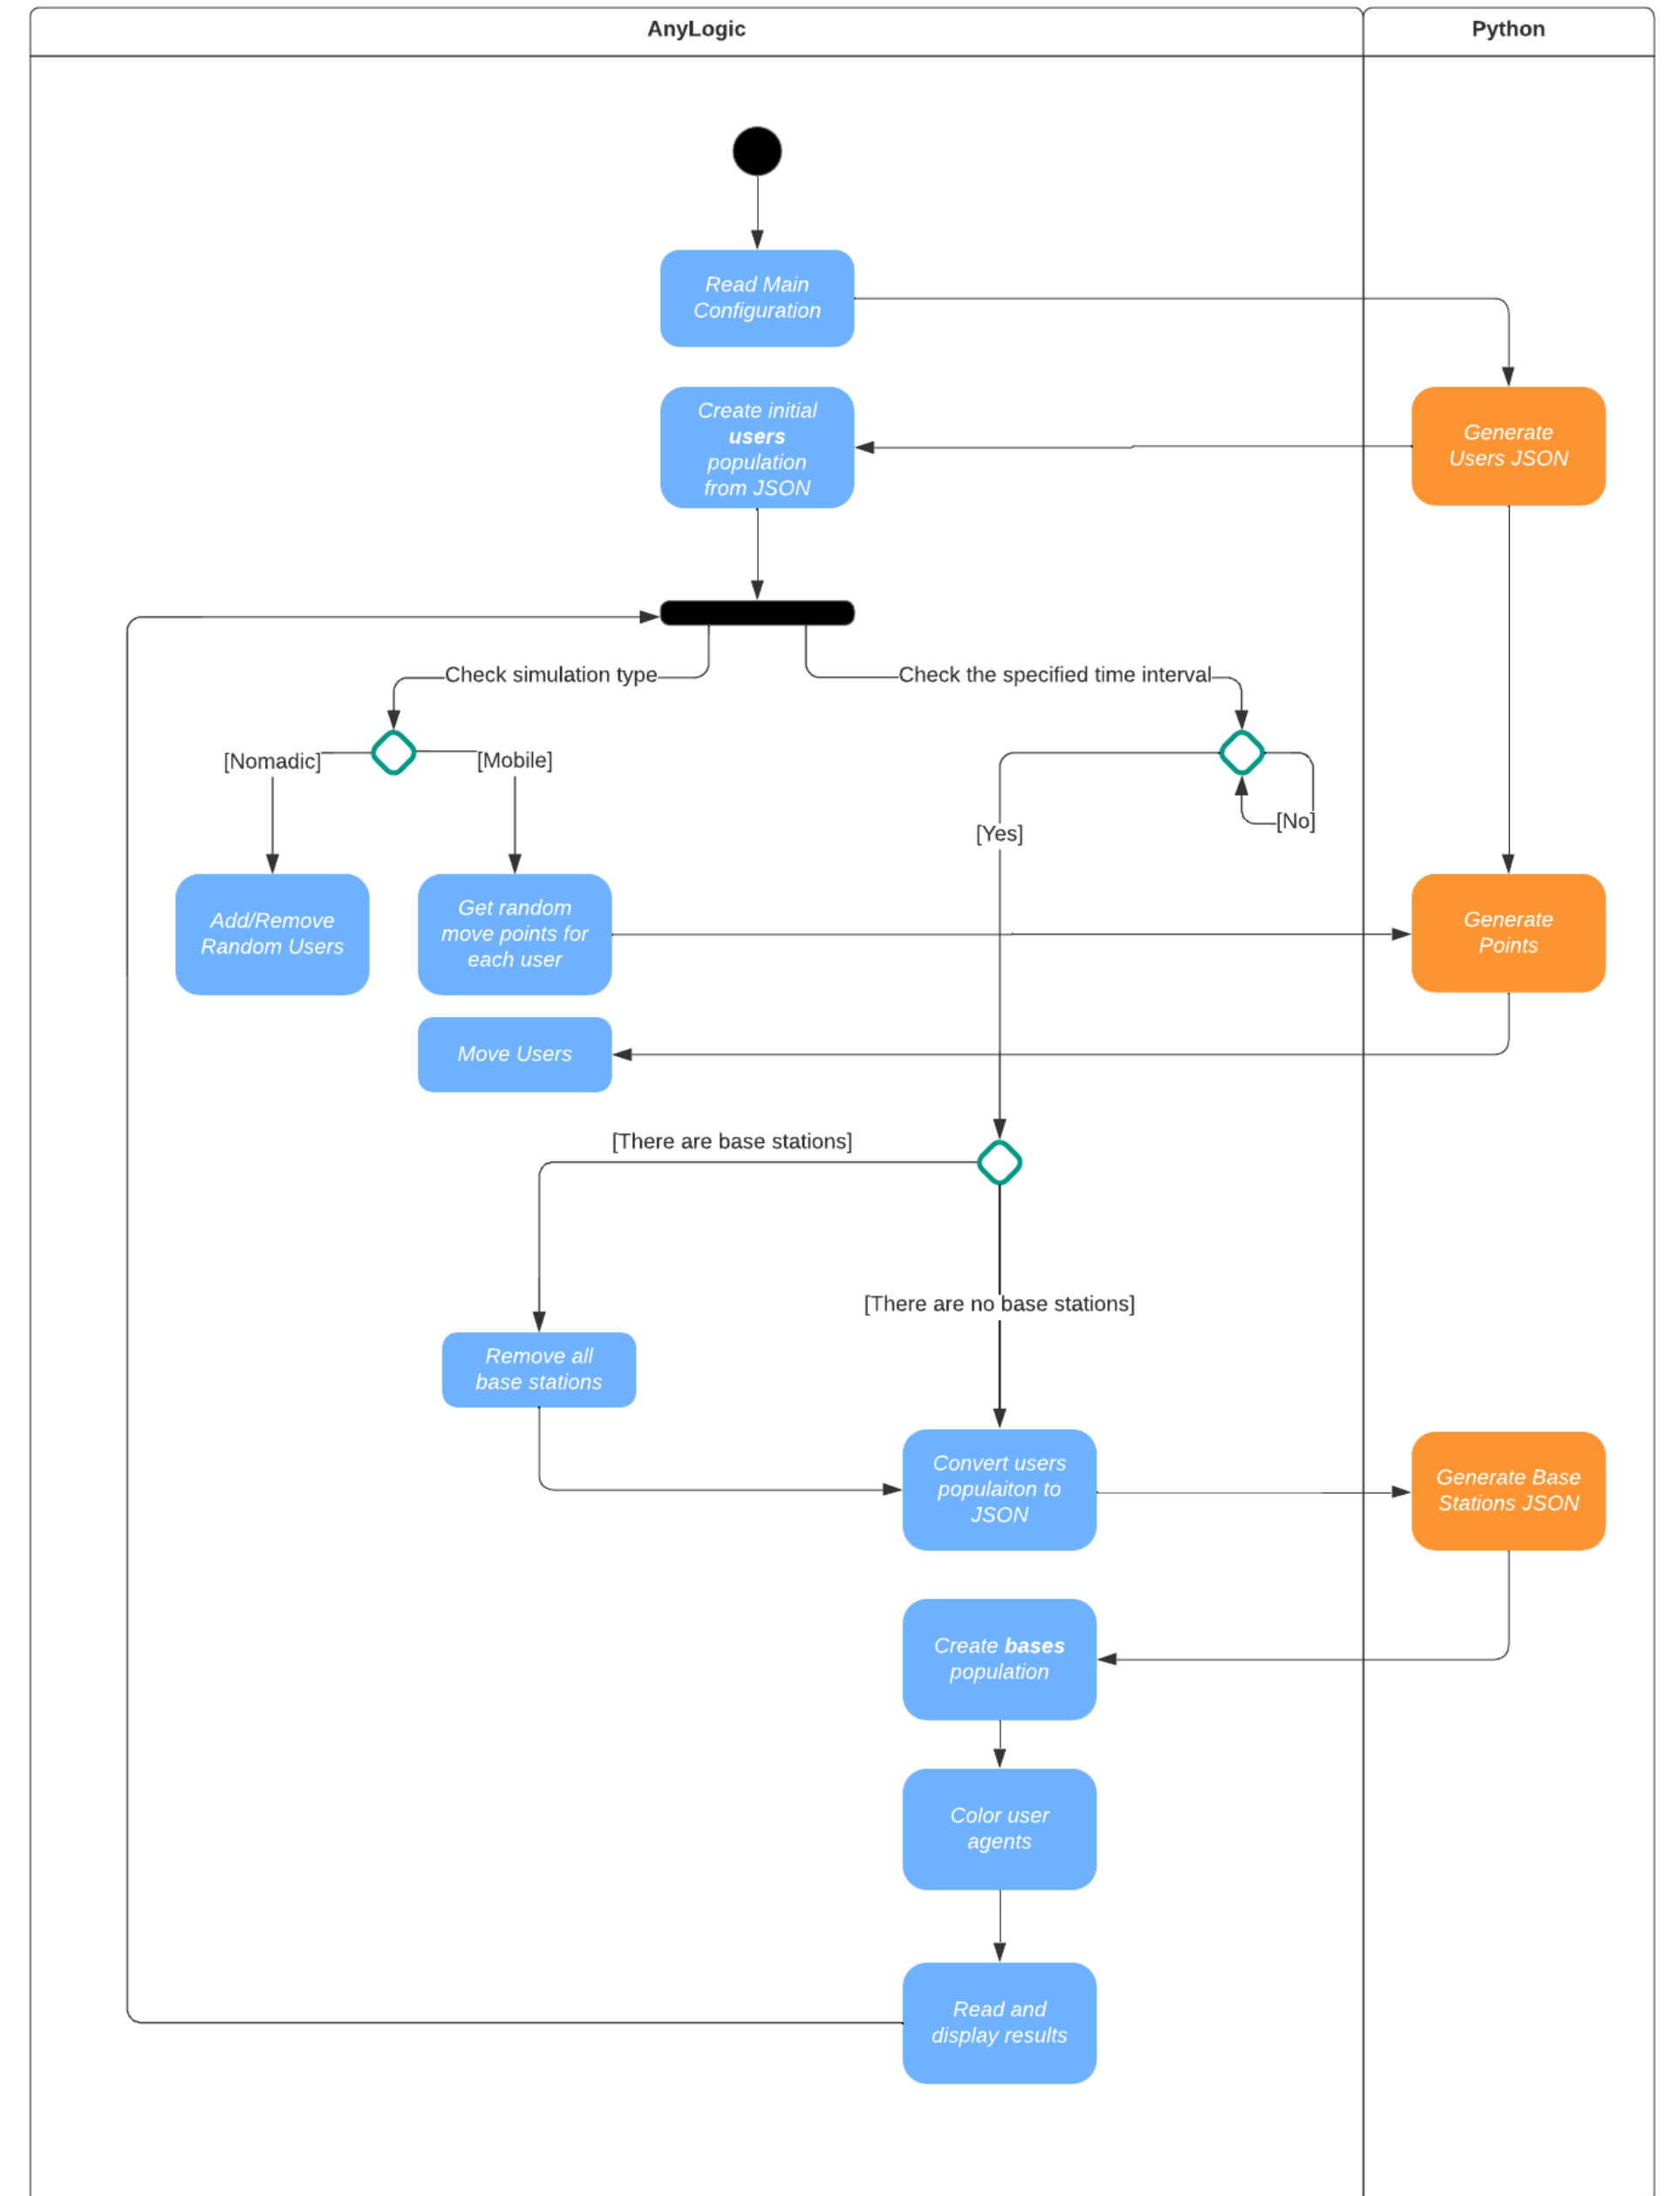 AnyLogic
Python
Read Main
Configuration
Create initial
users
population
from JSON
Generate
Users JSON
Check simulation type
Check the specified time interval
[Nomadic]
[Mobile]
[No]
[Yes]
Add/Remove
Random Users
Get random
move points for
each user
Generate
Points
Move Users
[There are base stations]
[There are no base stations]
Remove all
base stations
Convert users
populaiton to
JSON
Generate Base
Stations JSON
Create bases
population
Color user
agents
Read and
display results